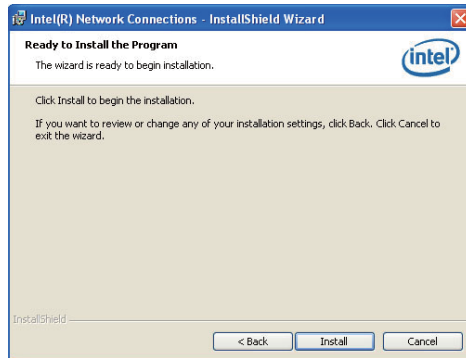 Intel(R) Network Connections - InstallShield Wizard
Ready to Install the Program
The wizard is ready to begin installation.
intel
Click Install to begin the installation.
If you want to review or change any of your installation settings, click Back. Click Cancel to
exit the wizard.
InstallShield
< Back
Install
Cancel